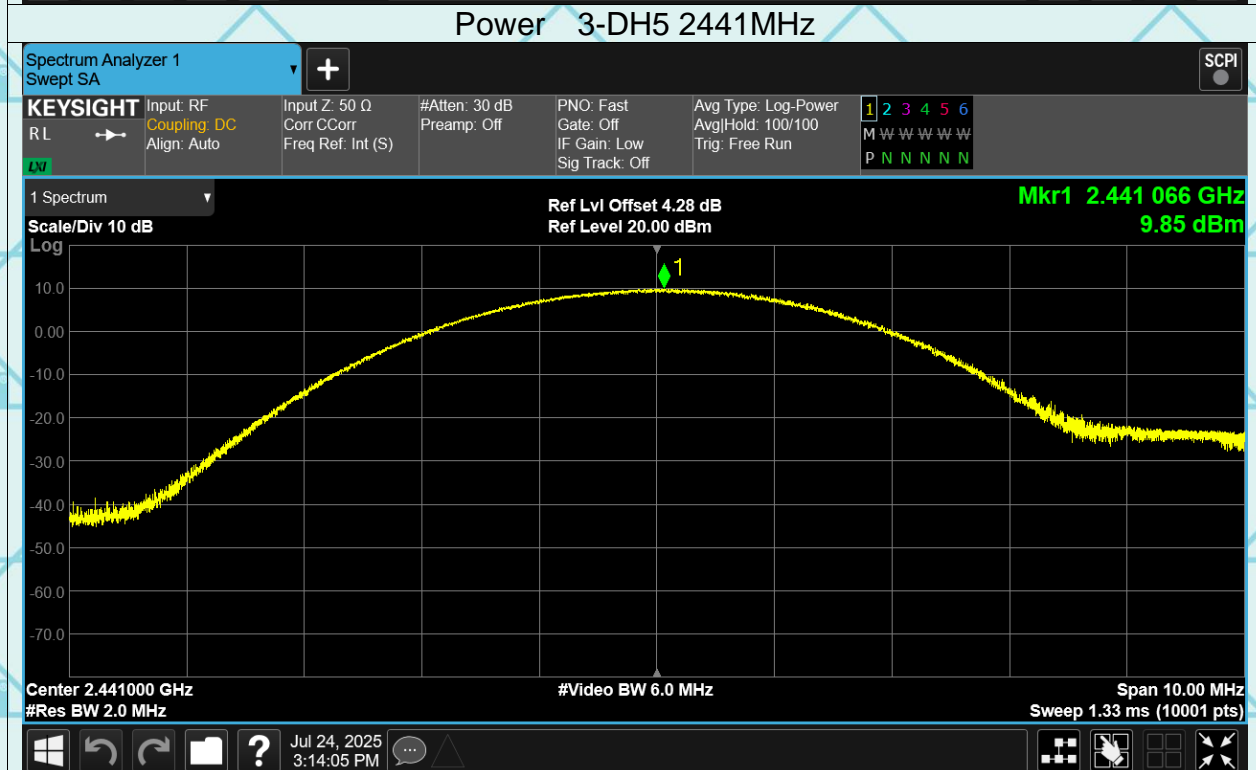 Power 3-DH5 2441MHz
Spectrum Analyzer 1
Swept SA
+
SCPI
KEYSIGHT
RL
LXI
Input: RF
Coupling: DC
Align: Auto
Input Z: 50 Ω
Corr CCorr
Freq Ref: Int (S)
#Atten: 30 dB
Preamp: Off
PNO: Fast
Gate: Off
IF Gain: Low
Sig Track: Off
Avg Type: Log-Power
Avg|Hold: 100/100
Trig: Free Run
1 2 3 4 5 6
M W W W W W
P N N N N N
1 Spectrum
Scale/Div 10 dB
Ref Lvl Offset 4.28 dB
Ref Level 20.00 dBm
Mkr1 2.441 066 GHz
9.85 dBm
Log
1
10.0
0.00
-10.0
-20.0
-30.0
-40.0
-50.0
-60.0
-70.0
Center 2.441000 GHz
#Res BW 2.0 MHz
#Video BW 6.0 MHz
Span 10.00 MHz
Sweep 1.33 ms (10001 pts)
?
Jul 24, 2025
3:14:05 PM